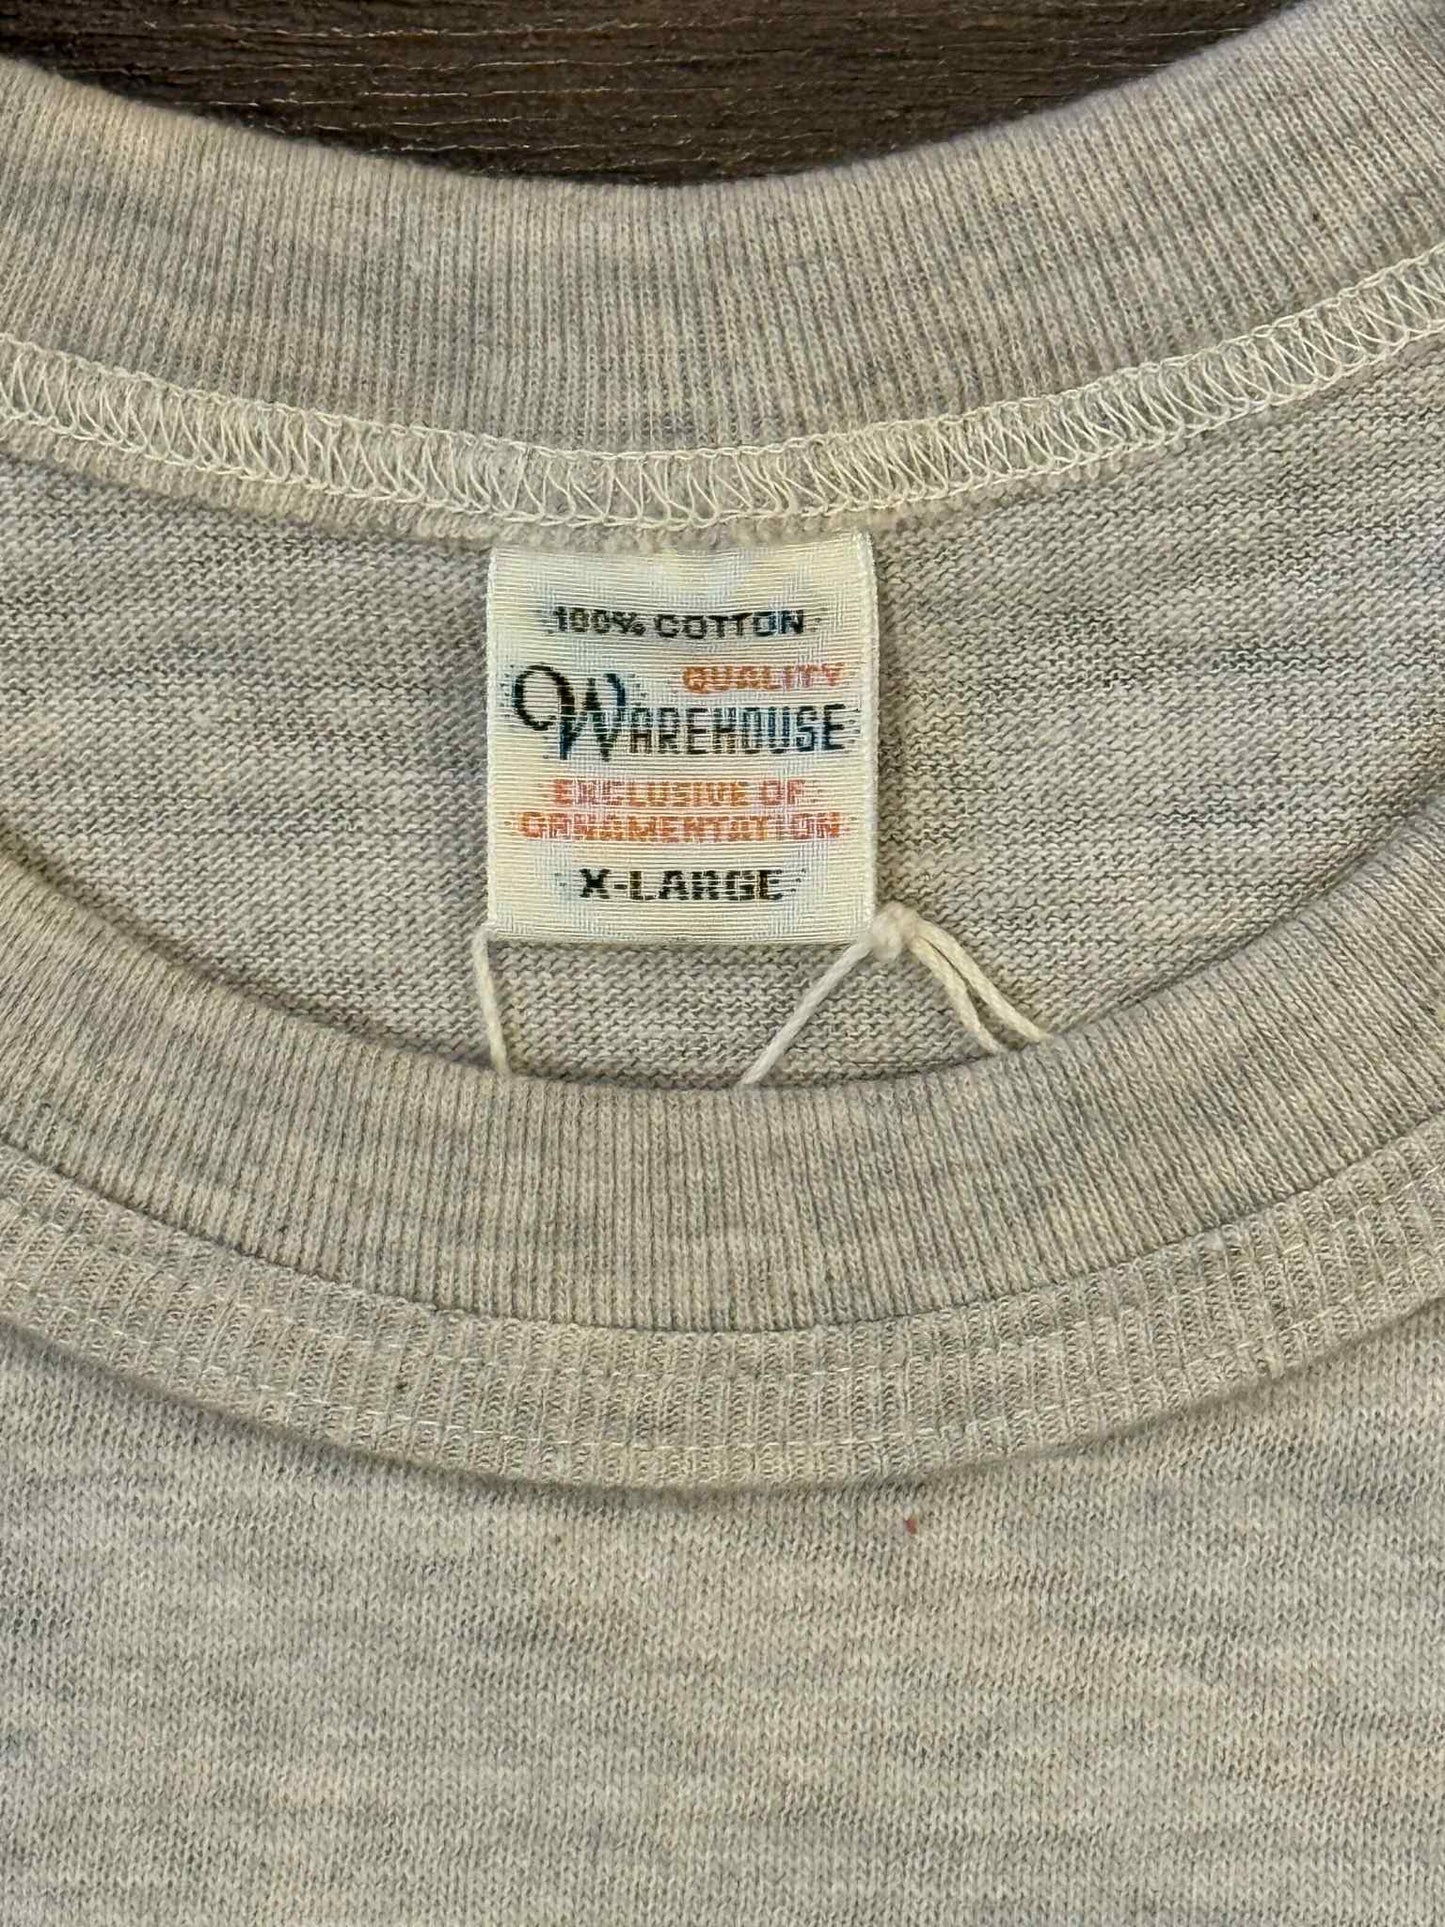 100% COTTON
QUALITY
WAREHOUSE
EXCLUSIVE OF
ORNAMENTATION
X-LARGE